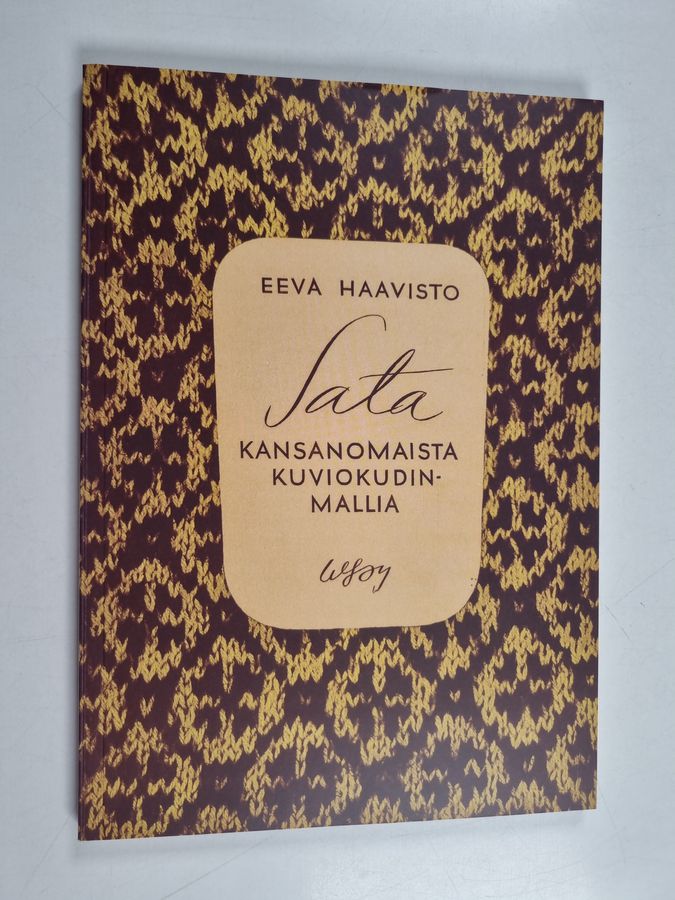 EEVA HAAVISTO
Sata
KANSANOMAISTA
KUVIOKUDIN-
MALLIA
wsoy